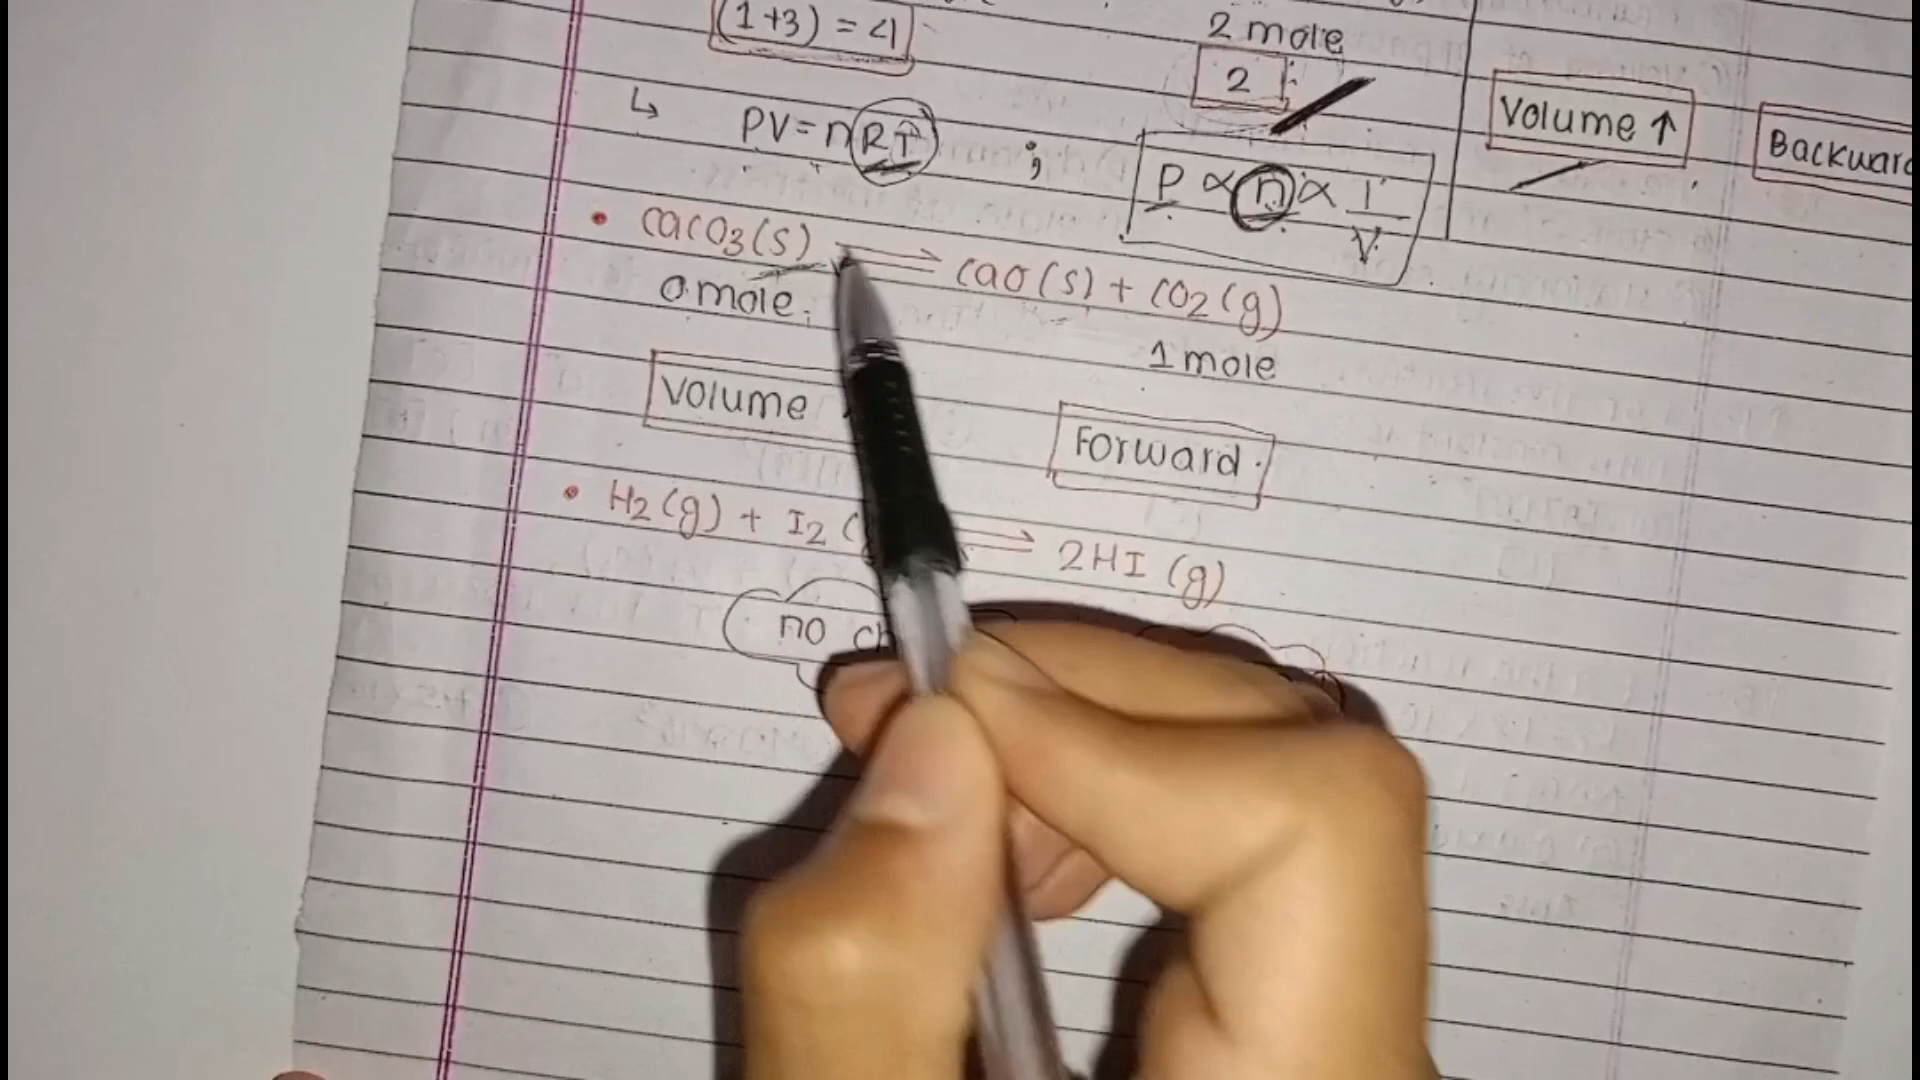 (1+3) = 4
2 mole
2
↳ PV = nRT ;
P ∝ n ∝ 1/V
Volume ↑
Backward
• CaCO3(s) ⇌ CaO(s) + CO2(g)
0 mole.
1 mole
Volume
Forward.
• H2(g) + I2( ⇌ 2HI (g)
no